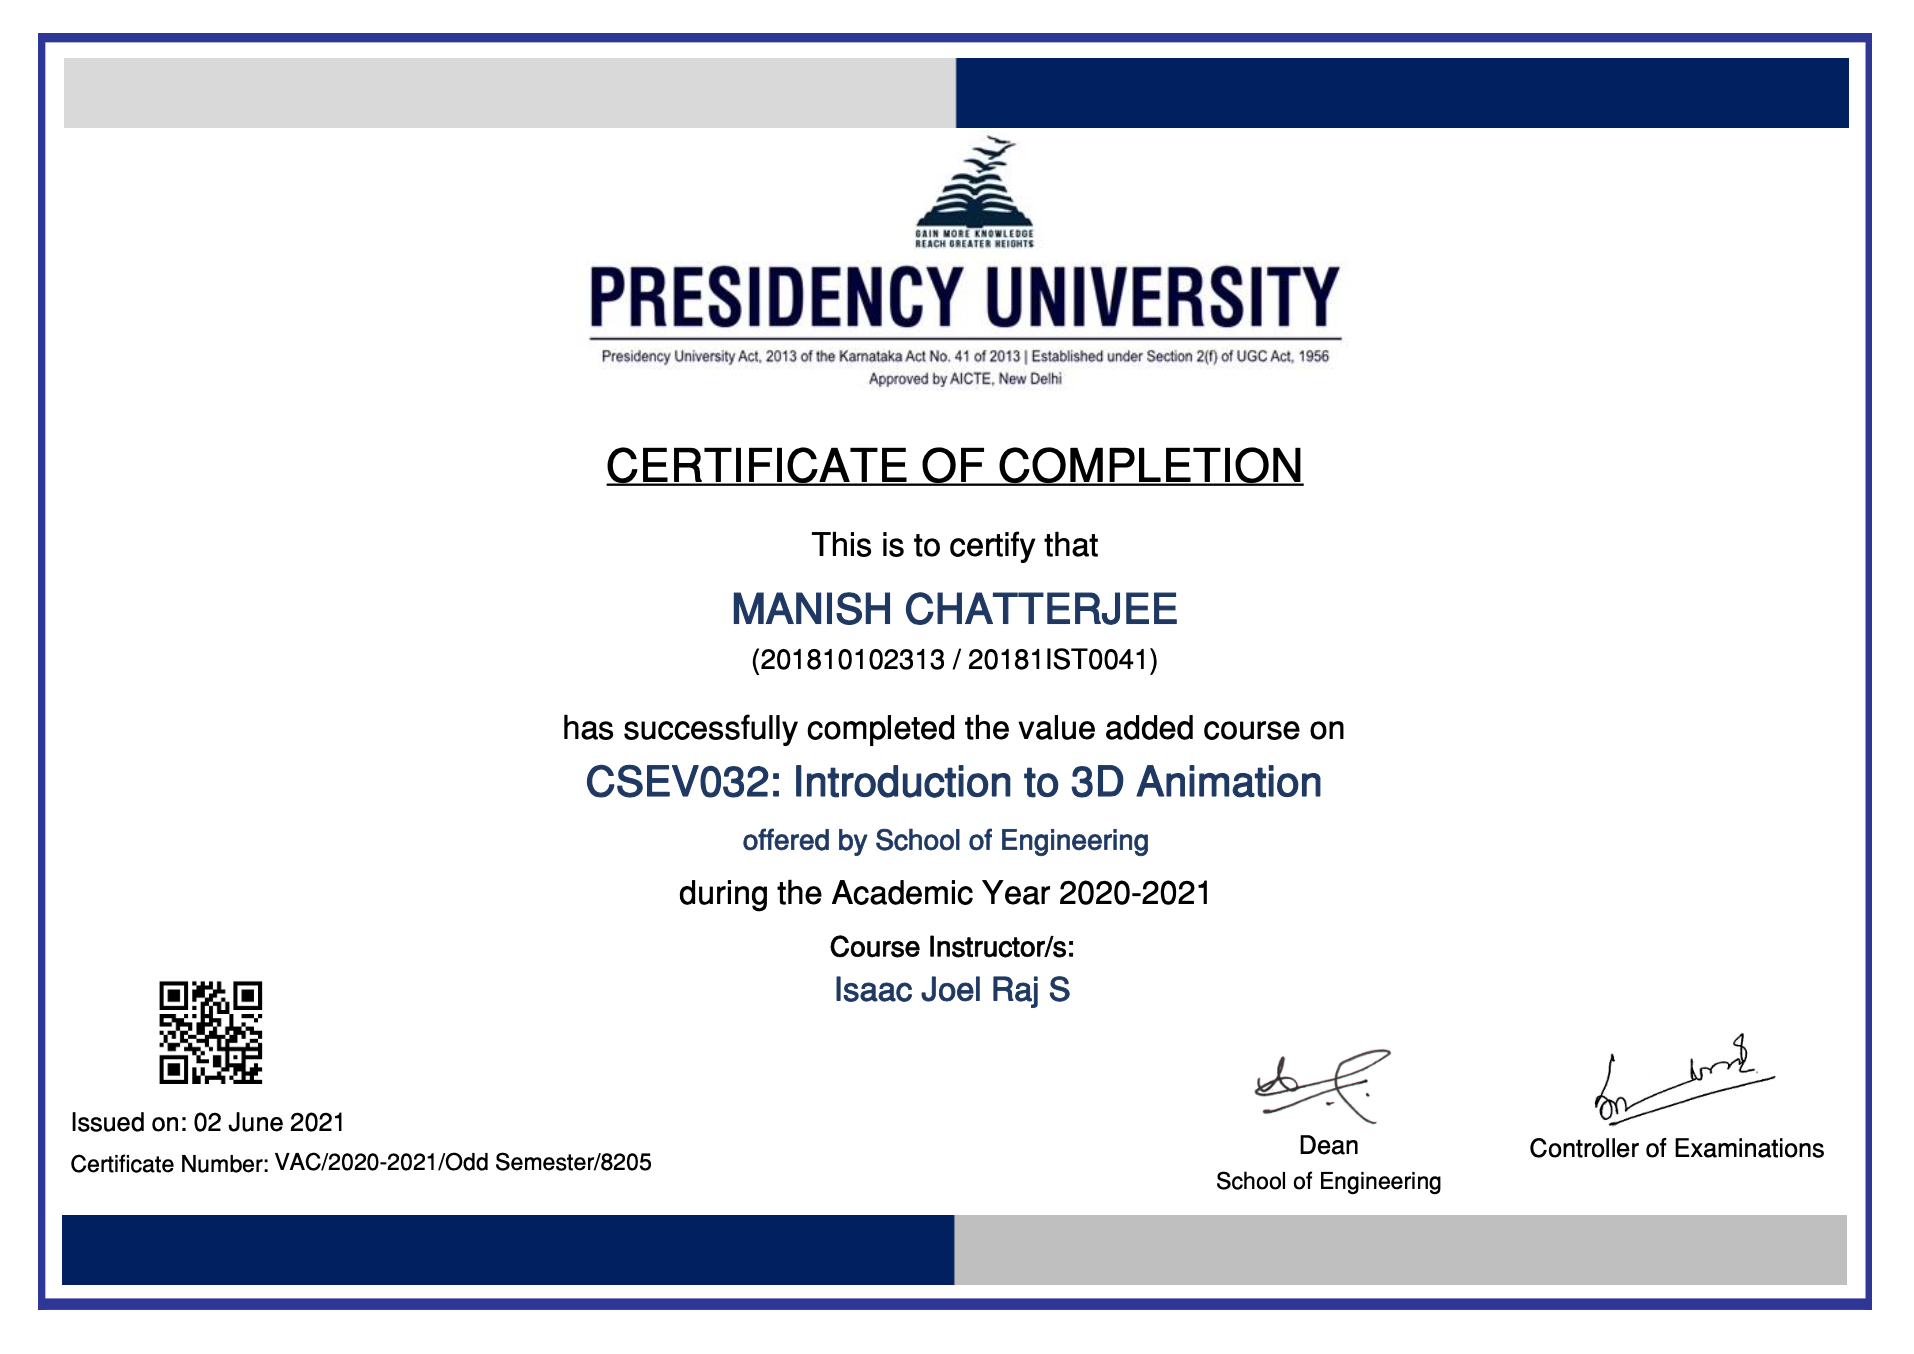 GAIN MORE KNOWLEDGE
REACH GREATER HEIGHTS
PRESIDENCY UNIVERSITY
Presidency University Act, 2013 of the Karnataka Act No. 41 of 2013 | Established under Section 2(f) of UGC Act, 1956
Approved by AICTE, New Delhi
CERTIFICATE OF COMPLETION
This is to certify that
MANISH CHATTERJEE
(201810102313 / 20181IST0041)
has successfully completed the value added course on
CSEV032: Introduction to 3D Animation
offered by School of Engineering
during the Academic Year 2020-2021
Course Instructor/s:
Isaac Joel Raj S
Issued on: 02 June 2021
Certificate Number: VAC/2020-2021/Odd Semester/8205
Dean
School of Engineering
Controller of Examinations